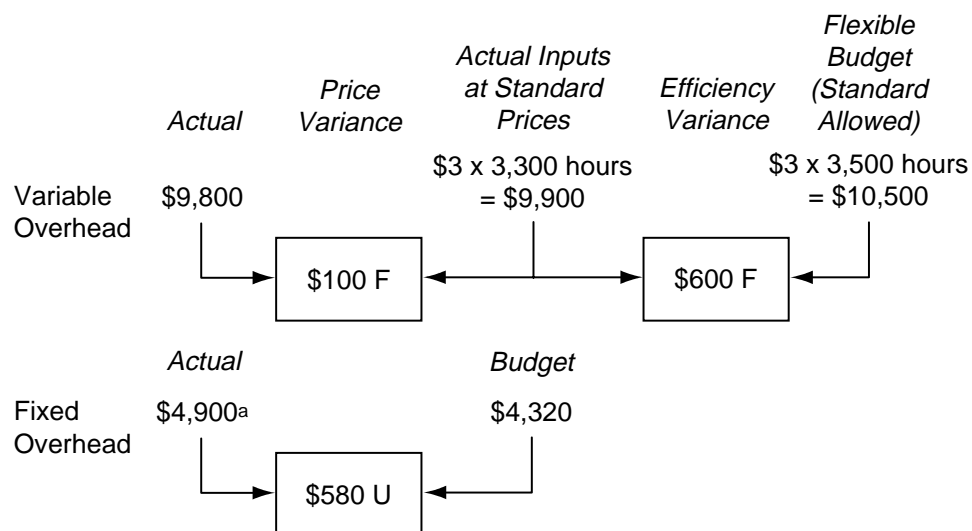 Actual
Price
Variance
Actual Inputs
at Standard
Prices
Efficiency
Variance
Flexible
Budget
(Standard
Allowed)
Variable
Overhead
$9,800
$3 x 3,300 hours
= $9,900
$3 x 3,500 hours
= $10,500
$100 F
$600 F
Actual
Budget
Fixed
Overhead
$4,900a
$4,320
$580 U